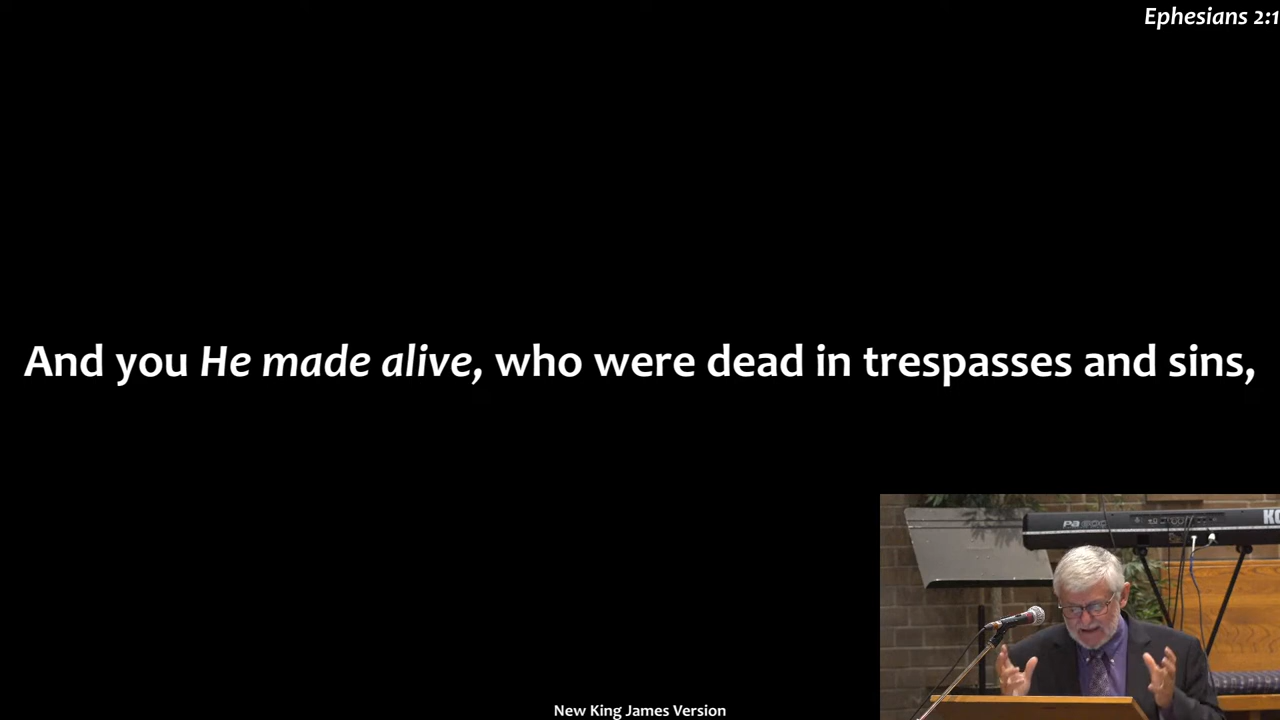 Ephesians 2:1
And you He made alive, who were dead in trespasses and sins,
PA
New King James Version